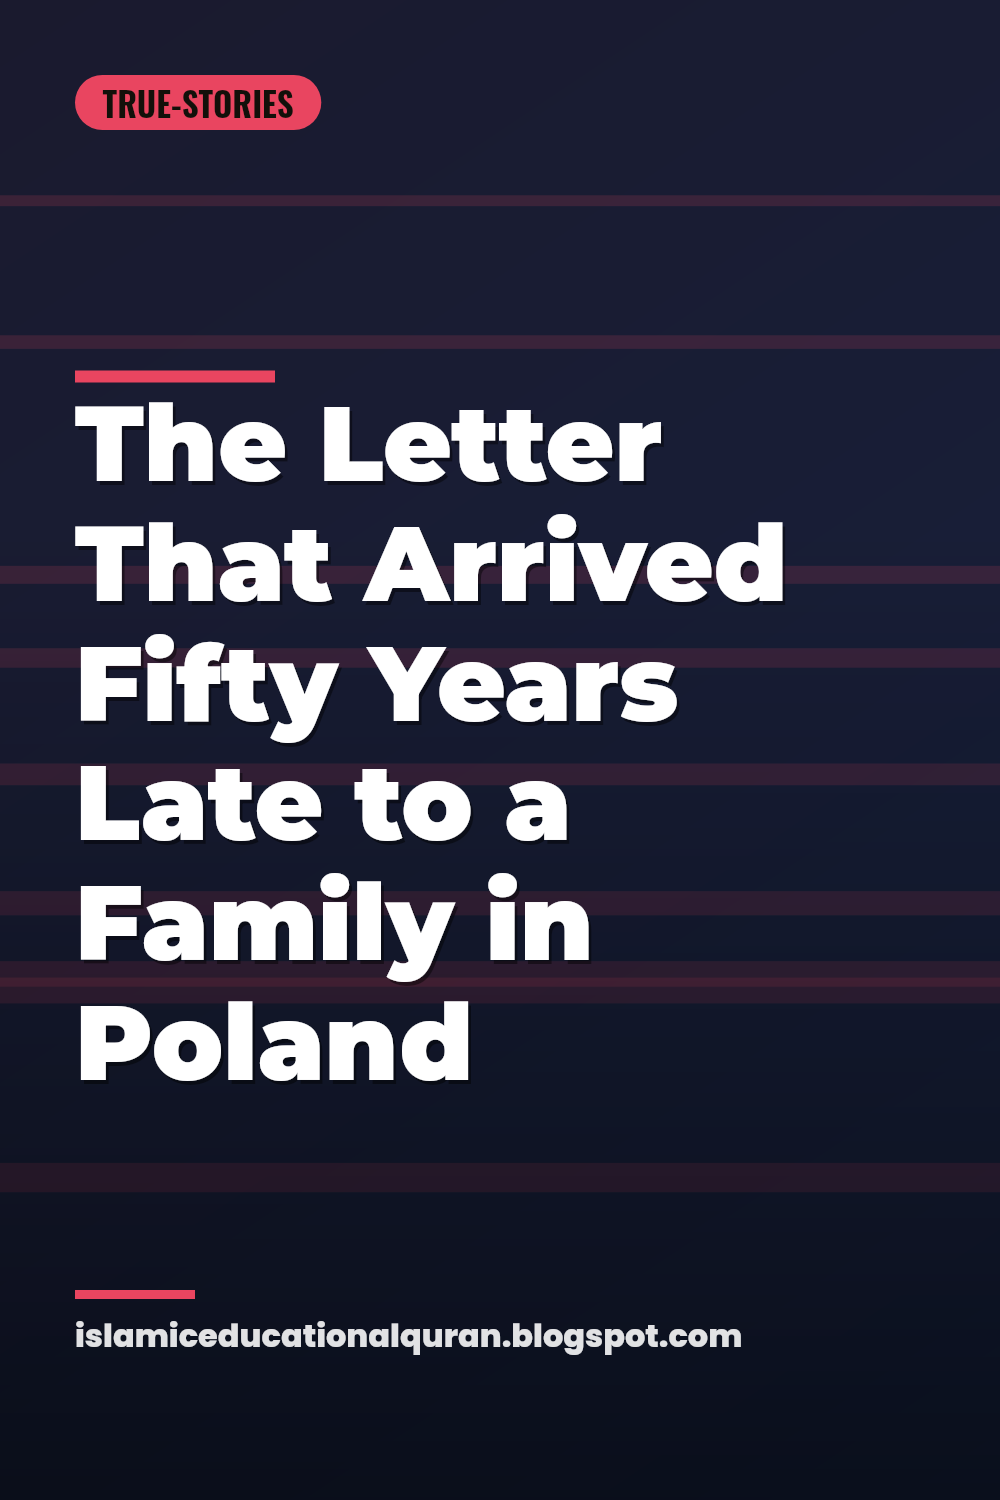 TRUE-STORIES
The Letter
That Arrived
Fifty Years
Late to a
Family in
Poland
islamiceducationalquran.blogspot.com